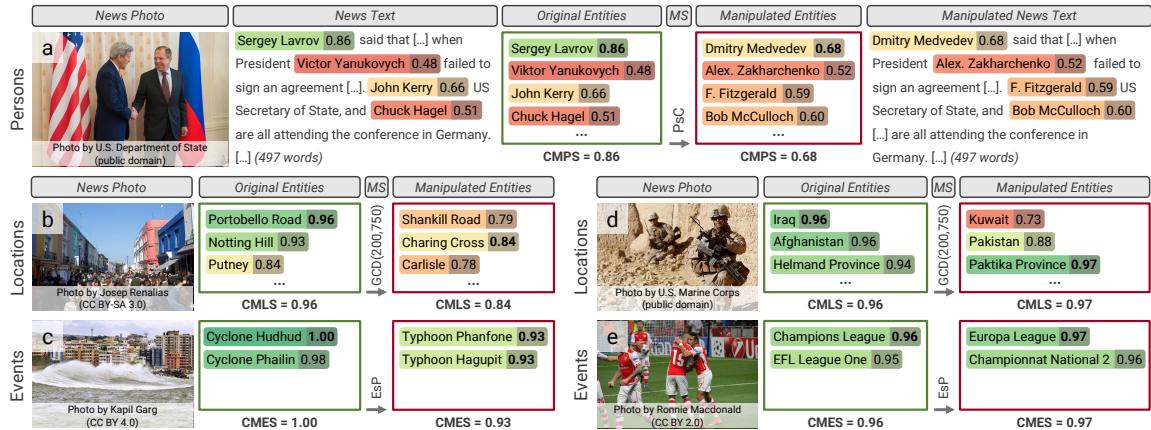 News Photo
News Text
Original Entities
MS
Manipulated Entities
Manipulated News Text
Persons
a
Photo by U.S. Department of State
(public domain)
Sergey Lavrov 0.86 said that [...] when
President Victor Yanukovych 0.48 failed to
sign an agreement [...]. John Kerry 0.66 US
Secretary of State, and Chuck Hagel 0.51
are all attending the conference in Germany.
[...] (497 words)
Sergey Lavrov 0.86
Viktor Yanukovych 0.48
John Kerry 0.66
Chuck Hagel 0.51
...
CMPS = 0.86
PsC
Dmitry Medvedev 0.68
Alex. Zakharchenko 0.52
F. Fitzgerald 0.59
Bob McCulloch 0.60
...
CMPS = 0.68
Dmitry Medvedev 0.68 said that [...] when
President Alex. Zakharchenko 0.52 failed to
sign an agreement [...]. F. Fitzgerald 0.59 US
Secretary of State, and Bob McCulloch 0.60
[...] are all attending the conference in
Germany. [...] (497 words)
News Photo
Original Entities
MS
Manipulated Entities
Locations
b
Photo by Josep Renalias
(CC BY-SA 3.0)
Portobello Road 0.96
Notting Hill 0.93
Putney 0.84
...
CMLS = 0.96
GCD(200,750)
Shankill Road 0.79
Charing Cross 0.84
Carlisle 0.78
...
CMLS = 0.84
Events
c
Photo by Kapil Garg
(CC BY 4.0)
Cyclone Hudhud 1.00
Cyclone Phailin 0.98
CMES = 1.00
EsP
Typhoon Phanfone 0.93
Typhoon Hagupit 0.93
CMES = 0.93
News Photo
Original Entities
MS
Manipulated Entities
Locations
d
Photo by U.S. Marine Corps
(public domain)
Iraq 0.96
Afghanistan 0.96
Helmand Province 0.94
...
CMLS = 0.96
GCD(200,750)
Kuwait 0.73
Pakistan 0.88
Paktika Province 0.97
...
CMLS = 0.97
Events
e
15
Photo by Ronnie Macdonald
(CC BY 2.0)
Champions League 0.96
EFL League One 0.95
CMES = 0.96
EsP
Europa League 0.97
Championnat National 2 0.96
CMES = 0.97